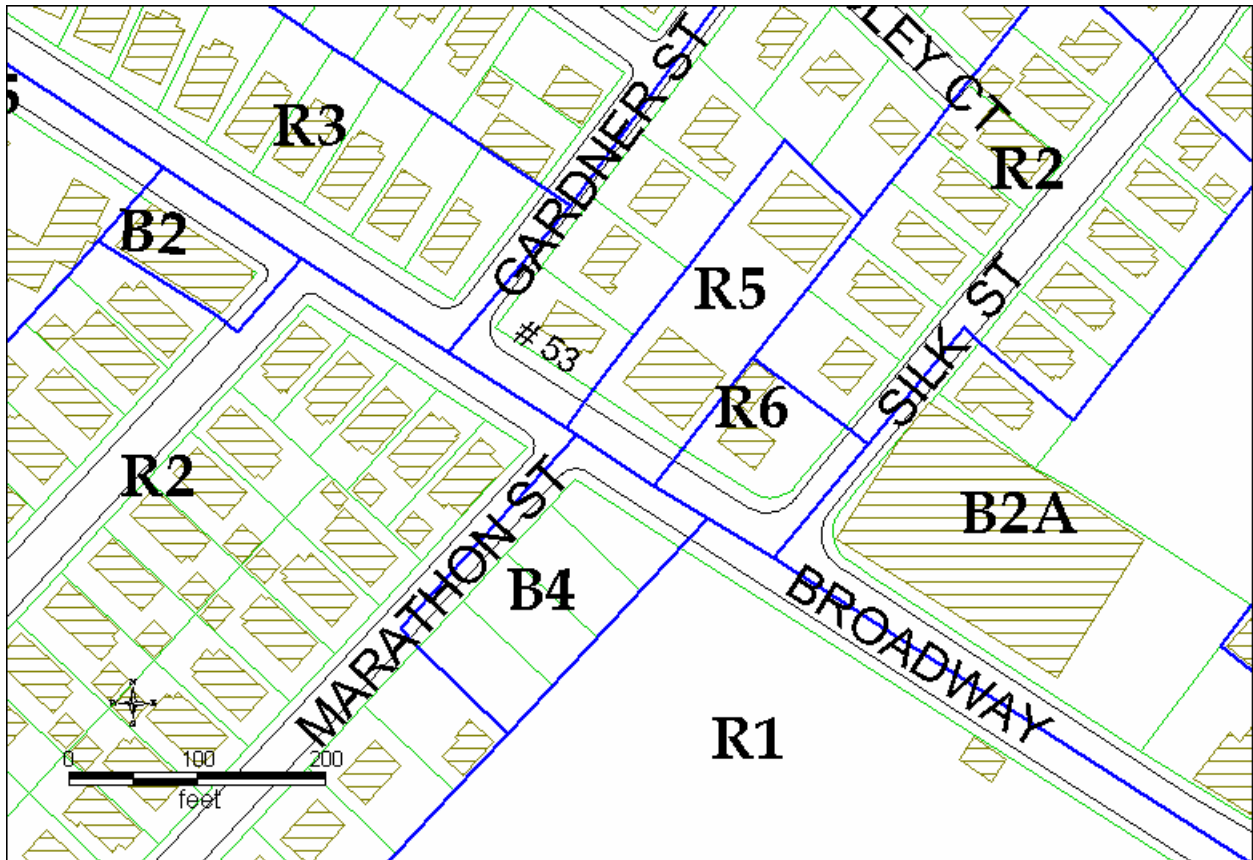 LEY CT
GARDNER ST
5
R3
R2
B2
R5
SILK ST
# 53
R6
R2
B2A
MARATHON ST
B4
BROADWAY
R1
N
S
0 100 200
feet